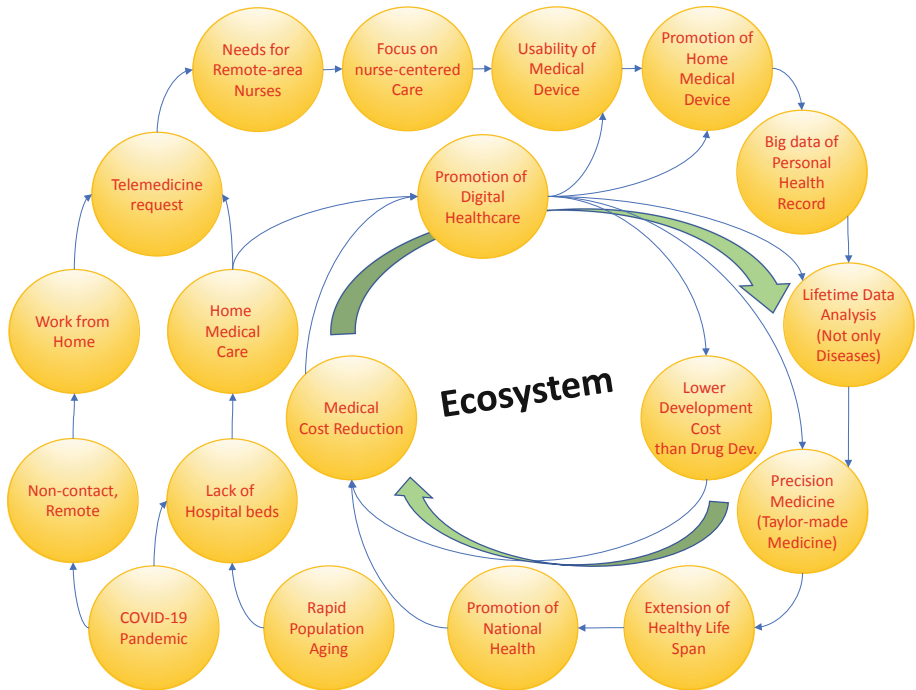 Needs for
Remote-area
Nurses
Focus on
nurse-centered
Care
Usability of
Medical
Device
Promotion of
Home
Medical
Device
Big data of
Personal
Health
Record
Telemedicine
request
Promotion of
Digital
Healthcare
Work from
Home
Home
Medical
Care
Lifetime Data
Analysis
(Not only
Diseases)
Ecosystem
Medical
Cost Reduction
Lower
Development
Cost
than Drug Dev.
Non-contact,
Remote
Lack of
Hospital beds
Precision
Medicine
(Taylor-made
Medicine)
COVID-19
Pandemic
Rapid
Population
Aging
Promotion of
National
Health
Extension of
Healthy Life
Span